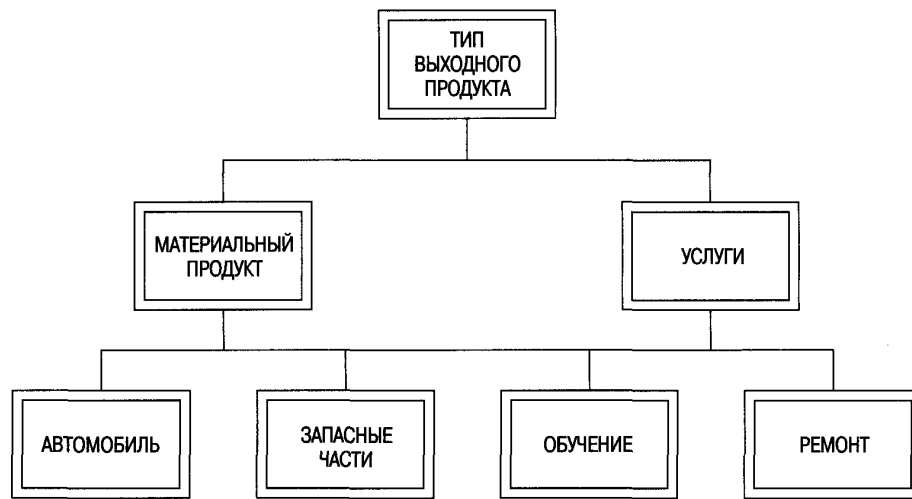 ТИП
ВЫХОДНОГО
ПРОДУКТА
МАТЕРИАЛЬНЫЙ
ПРОДУКТ
УСЛУГИ
АВТОМОБИЛЬ
ЗАПАСНЫЕ
ЧАСТИ
ОБУЧЕНИЕ
РЕМОНТ